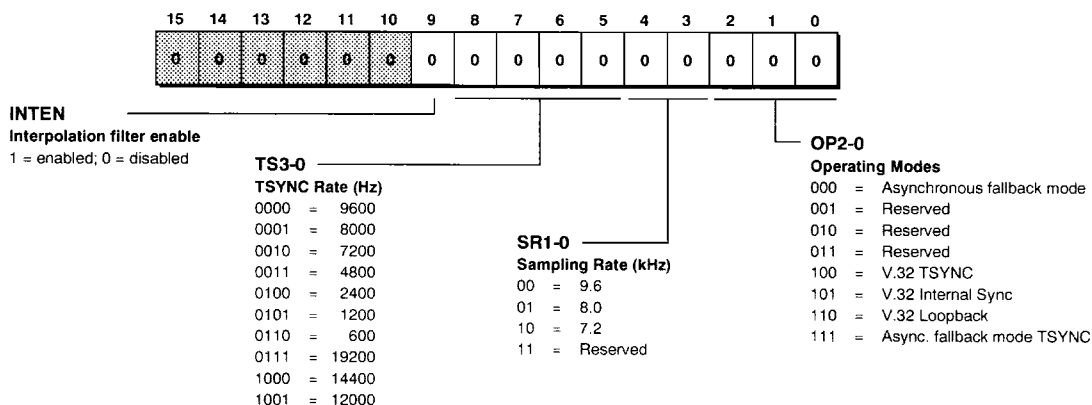 15 14 13 12 11 10 9 8 7 6 5 4 3 2 1 0
0 0 0 0 0 0 0 0 0 0 0 0 0 0 0 0
INTEN
Interpolation filter enable
1 = enabled; 0 = disabled
TS3-0
TSYNC Rate (Hz)
0000 = 9600
0001 = 8000
0010 = 7200
0011 = 4800
0100 = 2400
0101 = 1200
0110 = 600
0111 = 19200
1000 = 14400
1001 = 12000
SR1-0
Sampling Rate (kHz)
00 = 9.6
01 = 8.0
10 = 7.2
11 = Reserved
OP2-0
Operating Modes
000 = Asynchronous fallback mode
001 = Reserved
010 = Reserved
011 = Reserved
100 = V.32 TSYNC
101 = V.32 Internal Sync
110 = V.32 Loopback
111 = Async. fallback mode TSYNC